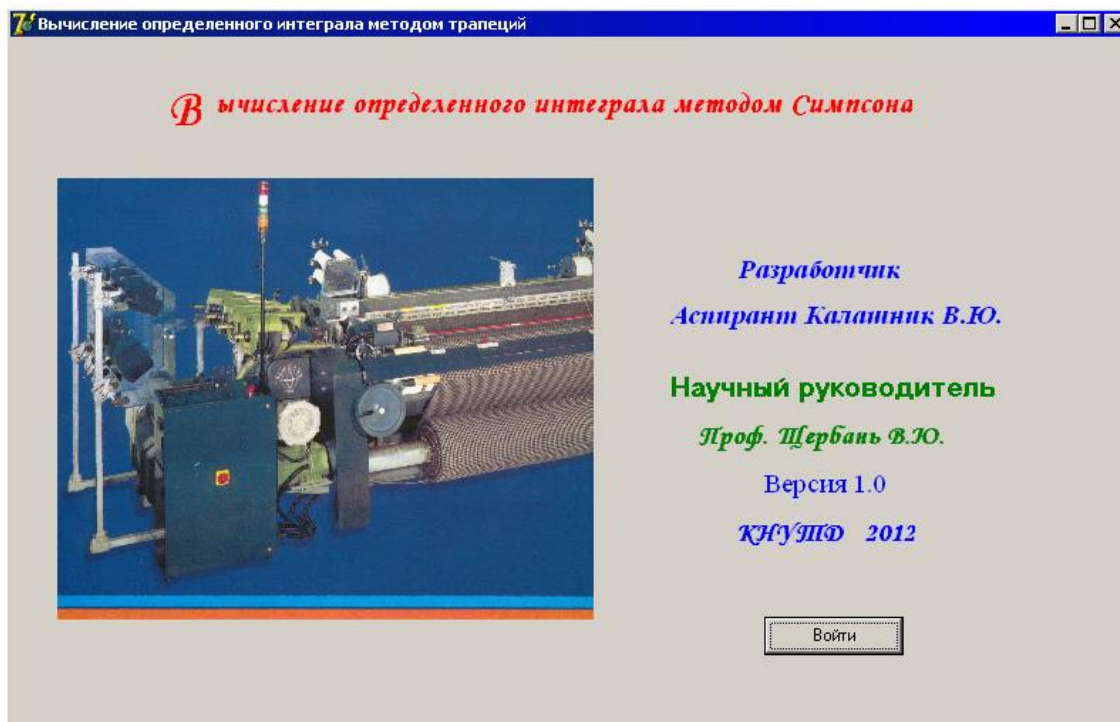 Вычисление определенного интеграла методом трапеций
Вычисление определенного интеграла методом Симпсона
Разработчик
Аспирант Калашник В.Ю.
Научный руководитель
Проф. Щербань В.Ю.
Версия 1.0
КНУТД 2012
Войти